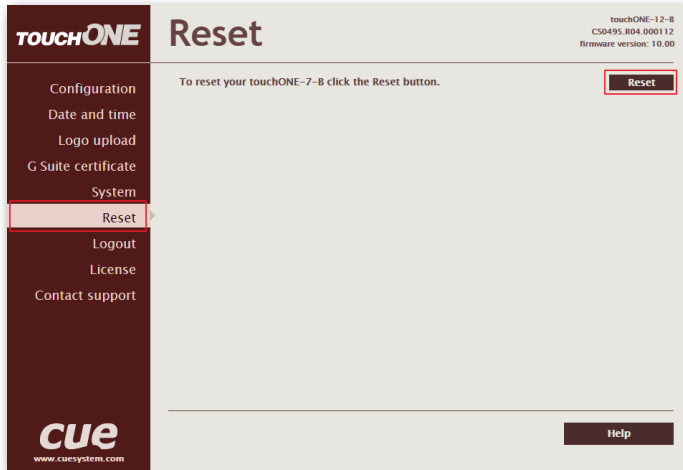 TOUCHONE
Reset
touchONE-12-B
CS0495.R04.000112
firmware version: 10.00
Configuration
Date and time
Logo upload
G Suite certificate
System
Reset
Logout
License
Contact support
To reset your touchONE-7-B click the Reset button.
Reset
cue
www.cuesystem.com
Help